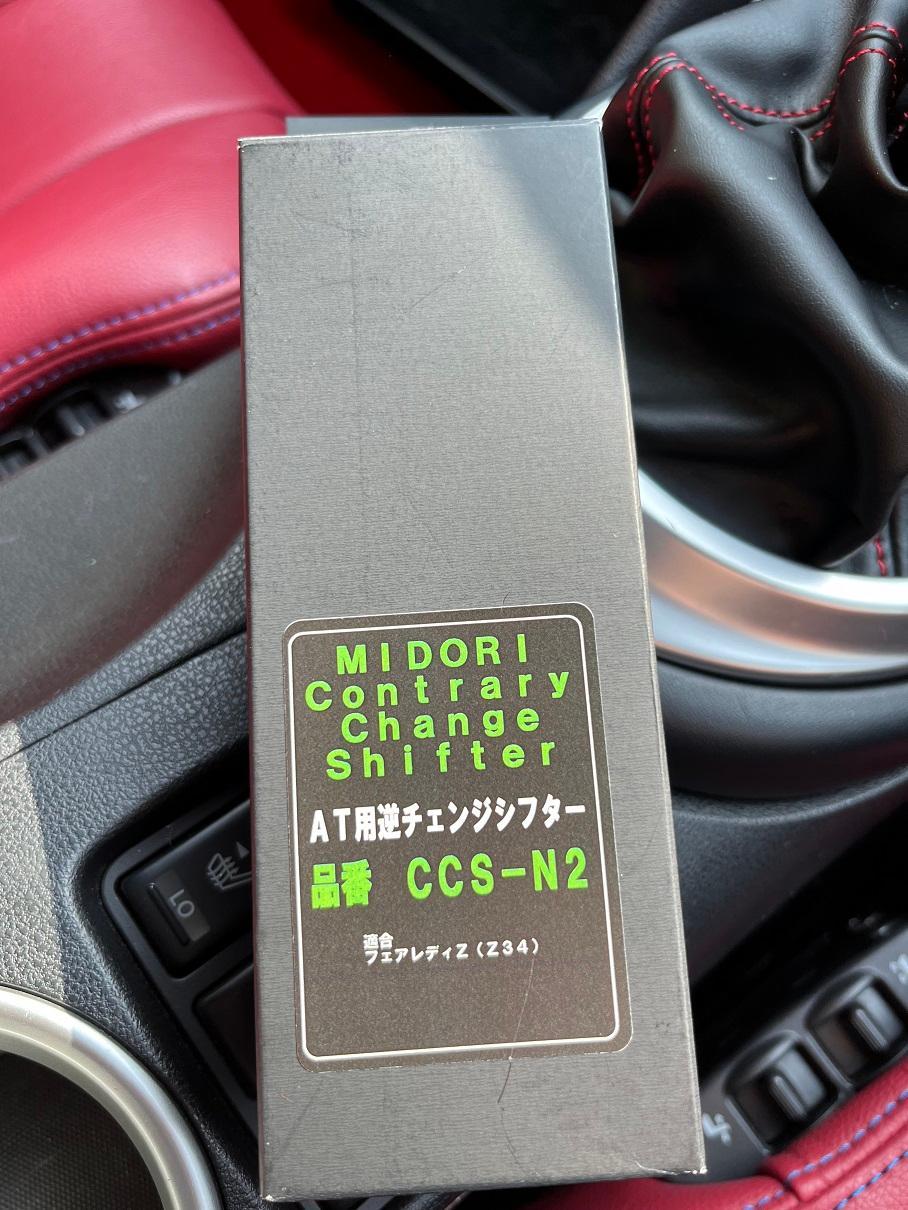 MIDORI
Contrary
Change
Shifter
AT用逆チェンジシフター
品番 CCS-N2
適合
フェアレディZ(Z34)
LO